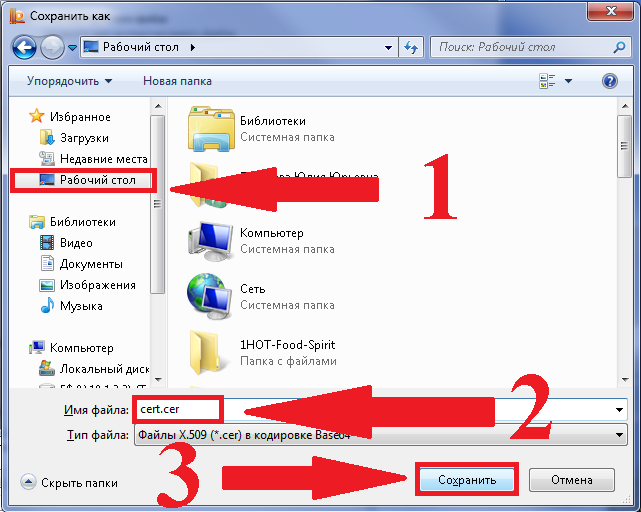 Сохранить как
Рабочий стол
Поиск: Рабочий стол
Упорядочить
Новая папка
Избранное
Загрузки
Недавние места
Рабочий стол
Библиотеки
Видео
Документы
Изображения
Музыка
Компьютер
Локальный диск
Библиотеки
Системная папка
Юлия Юрьевна
Компьютер
Системная папка
Сеть
Системная папка
1HOT-Food-Spirit
Папка с файлами
1
Имя файла: cert.cer
2
Тип файла: Файлы X.509 (*.cer) в кодировке Base64
3
Скрыть папки
Сохранить
Отмена